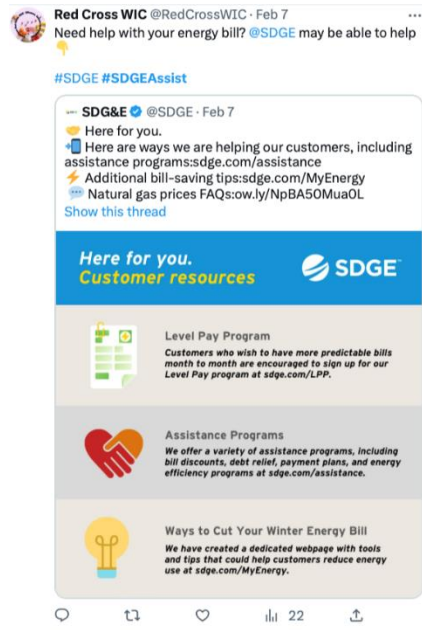 Red Cross WIC @RedCrossWIC · Feb 7
Need help with your energy bill? @SDGE may be able to help
👇
#SDGE #SDGEAssist
SDG&E @SDGE · Feb 7
🤝 Here for you.
📲 Here are ways we are helping our customers, including
assistance programs:sdge.com/assistance
⚡ Additional bill-saving tips:sdge.com/MyEnergy
💬 Natural gas prices FAQs:ow.ly/NpBA50Mua0L
Show this thread
Here for you.
Customer resources
SDGE™
Level Pay Program
Customers who wish to have more predictable bills
month to month are encouraged to sign up for our
Level Pay program at sdge.com/LPP.
Assistance Programs
We offer a variety of assistance programs, including
bill discounts, debt relief, payment plans, and energy
efficiency programs at sdge.com/assistance.
Ways to Cut Your Winter Energy Bill
We have created a dedicated webpage with tools
and tips that could help customers reduce energy
use at sdge.com/MyEnergy.
22